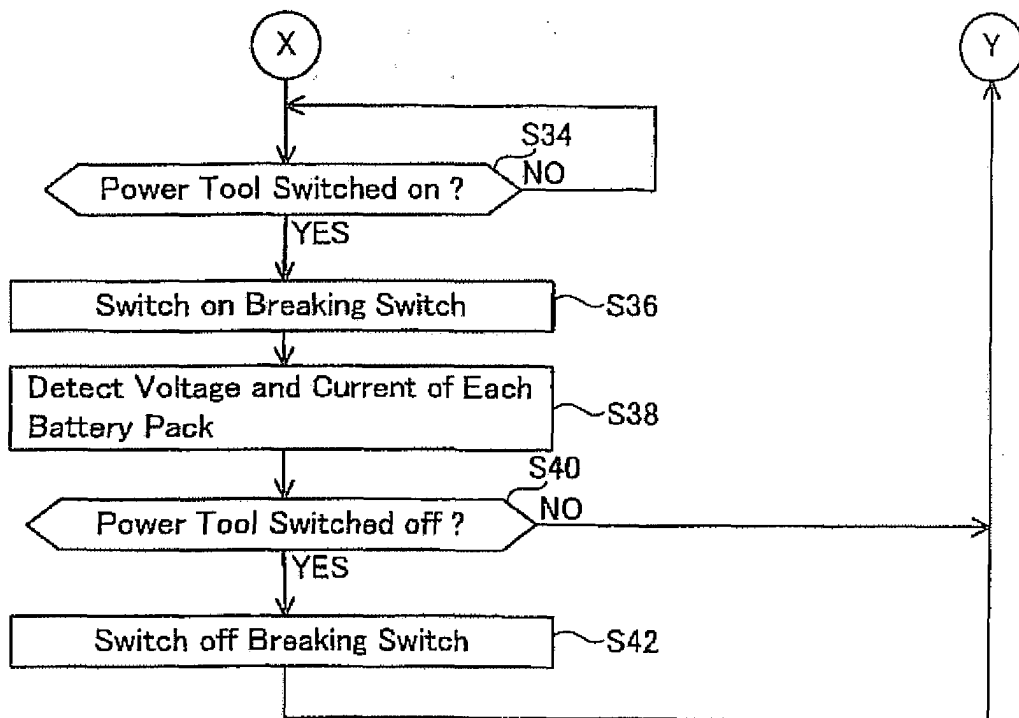 X
Y
S34
Power Tool Switched on ?
NO
YES
Switch on Breaking Switch
S36
Detect Voltage and Current of Each
Battery Pack
S38
S40
Power Tool Switched off ?
NO
YES
Switch off Breaking Switch
S42